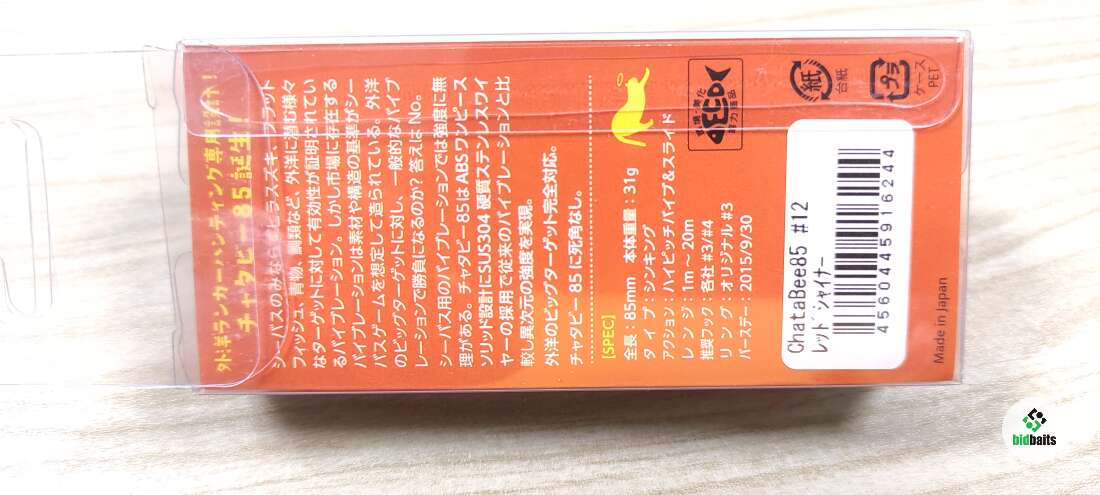 外洋ランカーハンティング専用設計！
チャタビー85誕生！
シーバスのみならずヒラスズキ、フラット
フィッシュ、青物、鯛類など、外洋に潜む様々
なターゲットに対して有効性が証明されてい
るバイブレーション。しかし市場に存在する
バイブレーションは素材や構造の基準がシー
バスゲームを想定して造られている。外洋
のビッグターゲットに対し、一般的なバイブ
レーションで勝負になるのか？答えはNo。
シーバス用のバイブレーションでは強度に無
理がある。チャタビー85はABSワンピース
ソリッド設計にSUS304硬質ステンレスワイ
ヤーの採用で従来のバイブレーションと比
較し異次元の強度を実現。
外洋のビッグターゲット完全対応。
チャタビー85に死角なし。
[SPEC]
全長：85mm 本体重量：31g
タイプ：シンキング
アクション：ハイピッチバイブ&スライド
レンジ：1m～20m
推奨フック：各社 #3/#4
リング：オリジナル #3
バースデー：2015/9/30
ECO
紙
台紙
プラ
ケース
PET
ChataBee85 #12
レッドシャイナー
4560445916244
Made in Japan
bidbaits